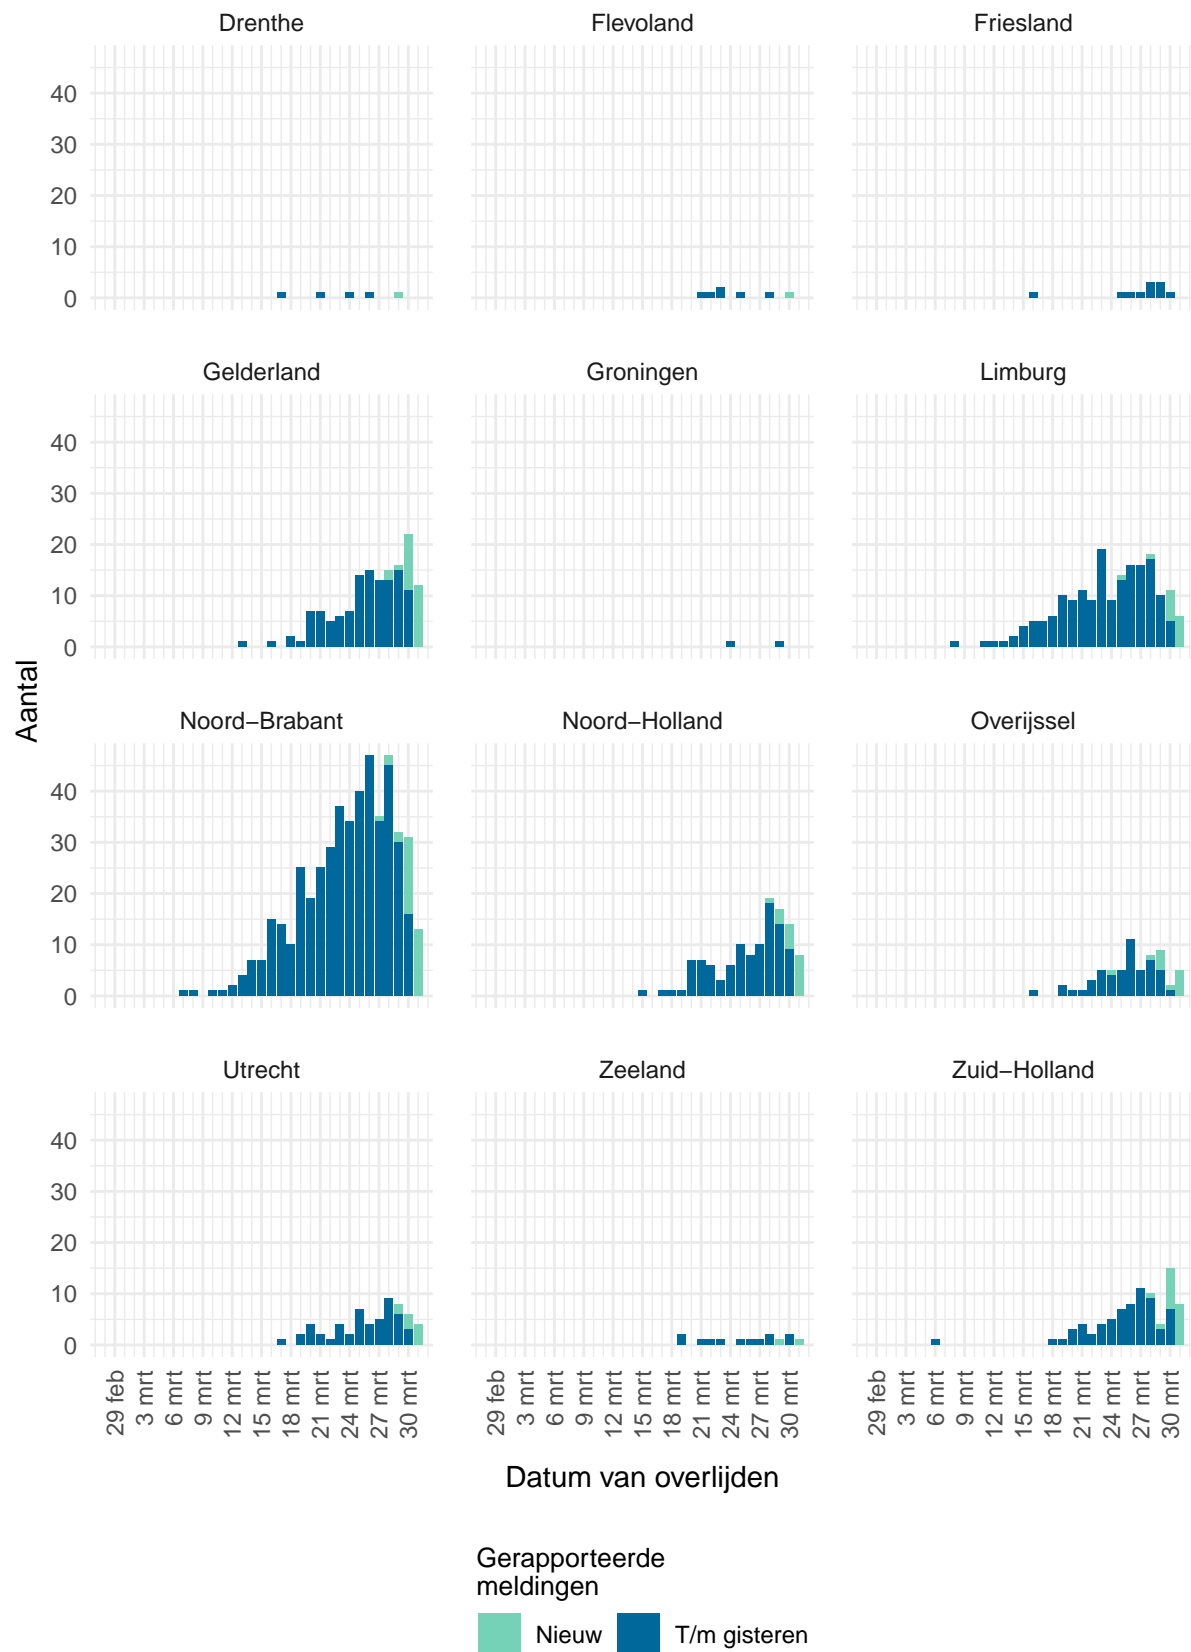 Drenthe Flevoland Friesland
40
30
20
10
0
Gelderland Groningen Limburg
40
30
20
10
0
Aantal
Noord−Brabant Noord−Holland Overijssel
40
30
20
10
0
Utrecht Zeeland Zuid−Holland
40
30
20
10
0
29 feb 3 mrt 6 mrt 9 mrt 12 mrt 15 mrt 18 mrt 21 mrt 24 mrt 27 mrt 30 mrt 29 feb 3 mrt 6 mrt 9 mrt 12 mrt 15 mrt 18 mrt 21 mrt 24 mrt 27 mrt 30 mrt 29 feb 3 mrt 6 mrt 9 mrt 12 mrt 15 mrt 18 mrt 21 mrt 24 mrt 27 mrt 30 mrt
Datum van overlijden
Gerapporteerde
meldingen
Nieuw T/m gisteren